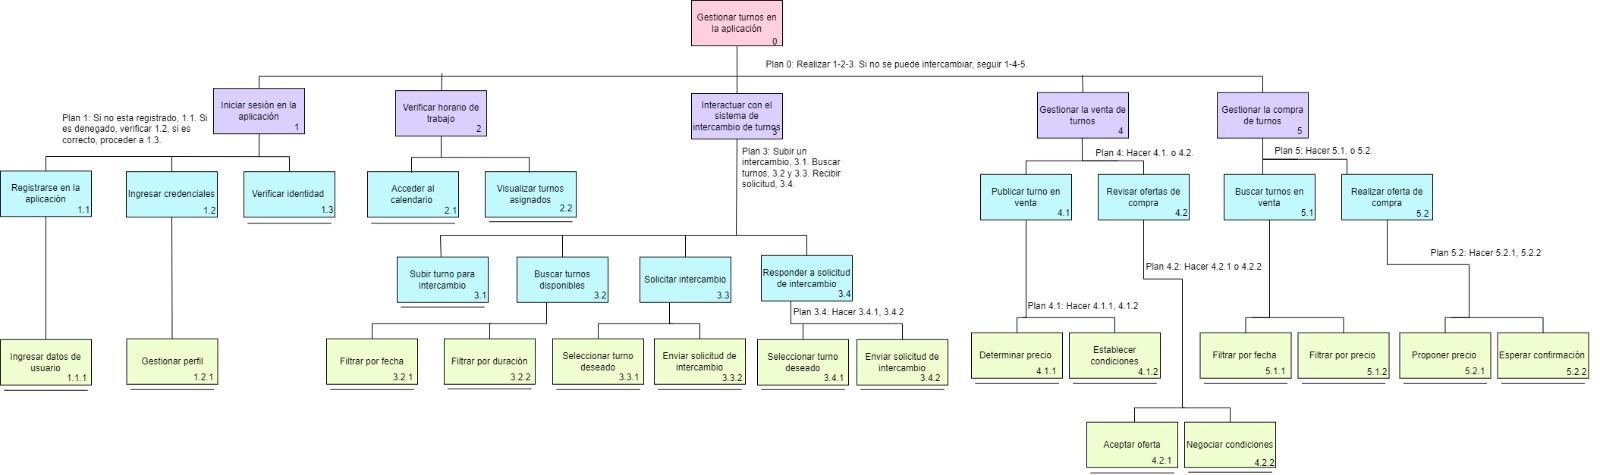 Gestionar turnos en
la aplicación
0
Plan 0: Realizar 1-2-3. Si no se puede intercambiar, seguir 1-4-5.
Iniciar sesión en la
aplicación
1
Verificar horario de
trabajo
2
Interactuar con el
sistema de
intercambio de turnos
3
Gestionar la venta de
turnos
4
Gestionar la compra
de turnos
5
Plan 1: Si no esta registrado, 1.1. Si
es denegado, verificar 1.2, si es
correcto, proceder a 1.3.
Plan 3: Subir un
intercambio, 3.1. Buscar
turnos, 3.2 y 3.3. Recibir
solicitud, 3.4.
Plan 4: Hacer 4.1. o 4.2.
Plan 5: Hacer 5.1. o 5.2.
Registrarse en la
aplicación
1.1
Ingresar credenciales
1.2
Verificar identidad
1.3
Acceder al
calendario
2.1
Visualizar turnos
asignados
2.2
Publicar turno en
venta
4.1
Revisar ofertas de
compra
4.2
Buscar turnos en
venta
5.1
Realizar oferta de
compra
5.2
Subir turno para
intercambio
3.1
Buscar turnos
disponibles
3.2
Solicitar intercambio
3.3
Responder a solicitud
de intercambio
3.4
Plan 4.2: Hacer 4.2.1 o 4.2.2
Plan 5.2: Hacer 5.2.1, 5.2.2
Plan 3.4: Hacer 3.4.1, 3.4.2
Plan 4.1: Hacer 4.1.1, 4.1.2
Ingresar datos de
usuario
1.1.1
Gestionar perfil
1.2.1
Filtrar por fecha
3.2.1
Filtrar por duración
3.2.2
Seleccionar turno
deseado
3.3.1
Enviar solicitud de
intercambio
3.3.2
Seleccionar turno
deseado
3.4.1
Enviar solicitud de
intercambio
3.4.2
Determinar precio
4.1.1
Establecer
condiciones
4.1.2
Filtrar por fecha
5.1.1
Filtrar por precio
5.1.2
Proponer precio
5.2.1
Esperar confirmación
5.2.2
Aceptar oferta
4.2.1
Negociar condiciones
4.2.2